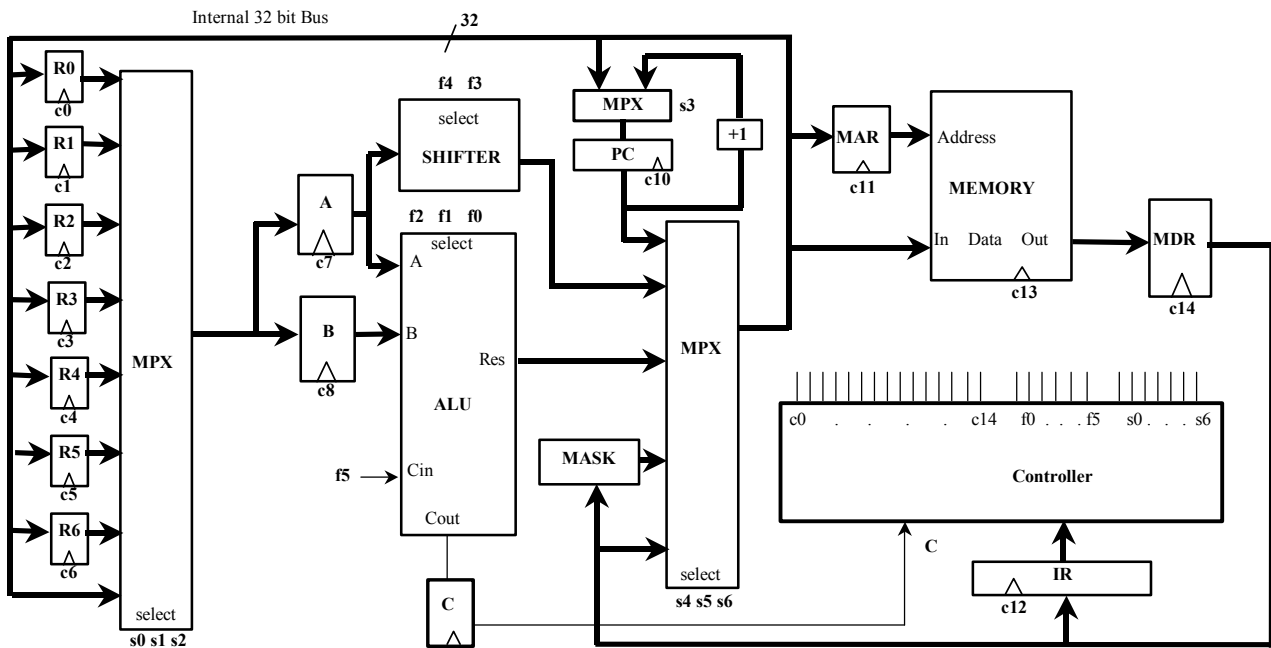 Internal 32 bit Bus
32
R0
c0
R1
c1
R2
c2
R3
c3
R4
c4
R5
c5
R6
c6
MPX
select
s0 s1 s2
A
c7
B
c8
f4 f3
select
SHIFTER
f2 f1 f0
select
A
B
Res
ALU
f5
Cin
Cout
C
MPX
s3
PC
c10
+1
MPX
select
s4 s5 s6
MASK
MAR
c11
Address
MEMORY
In Data Out
c13
MDR
c14
c0 . . . . c14 f0 . . . f5 s0 . . . s6
Controller
C
IR
c12